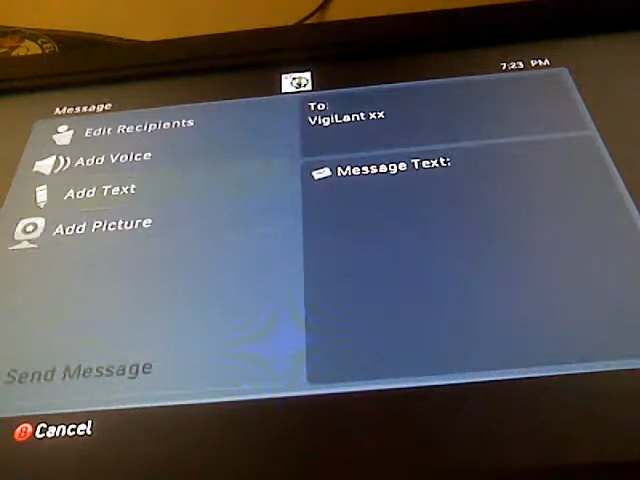 7:23 PM
Message
Edit Recipients
Add Voice
Add Text
Add Picture
Send Message
To:
VigiLant xx
Message Text:
B Cancel